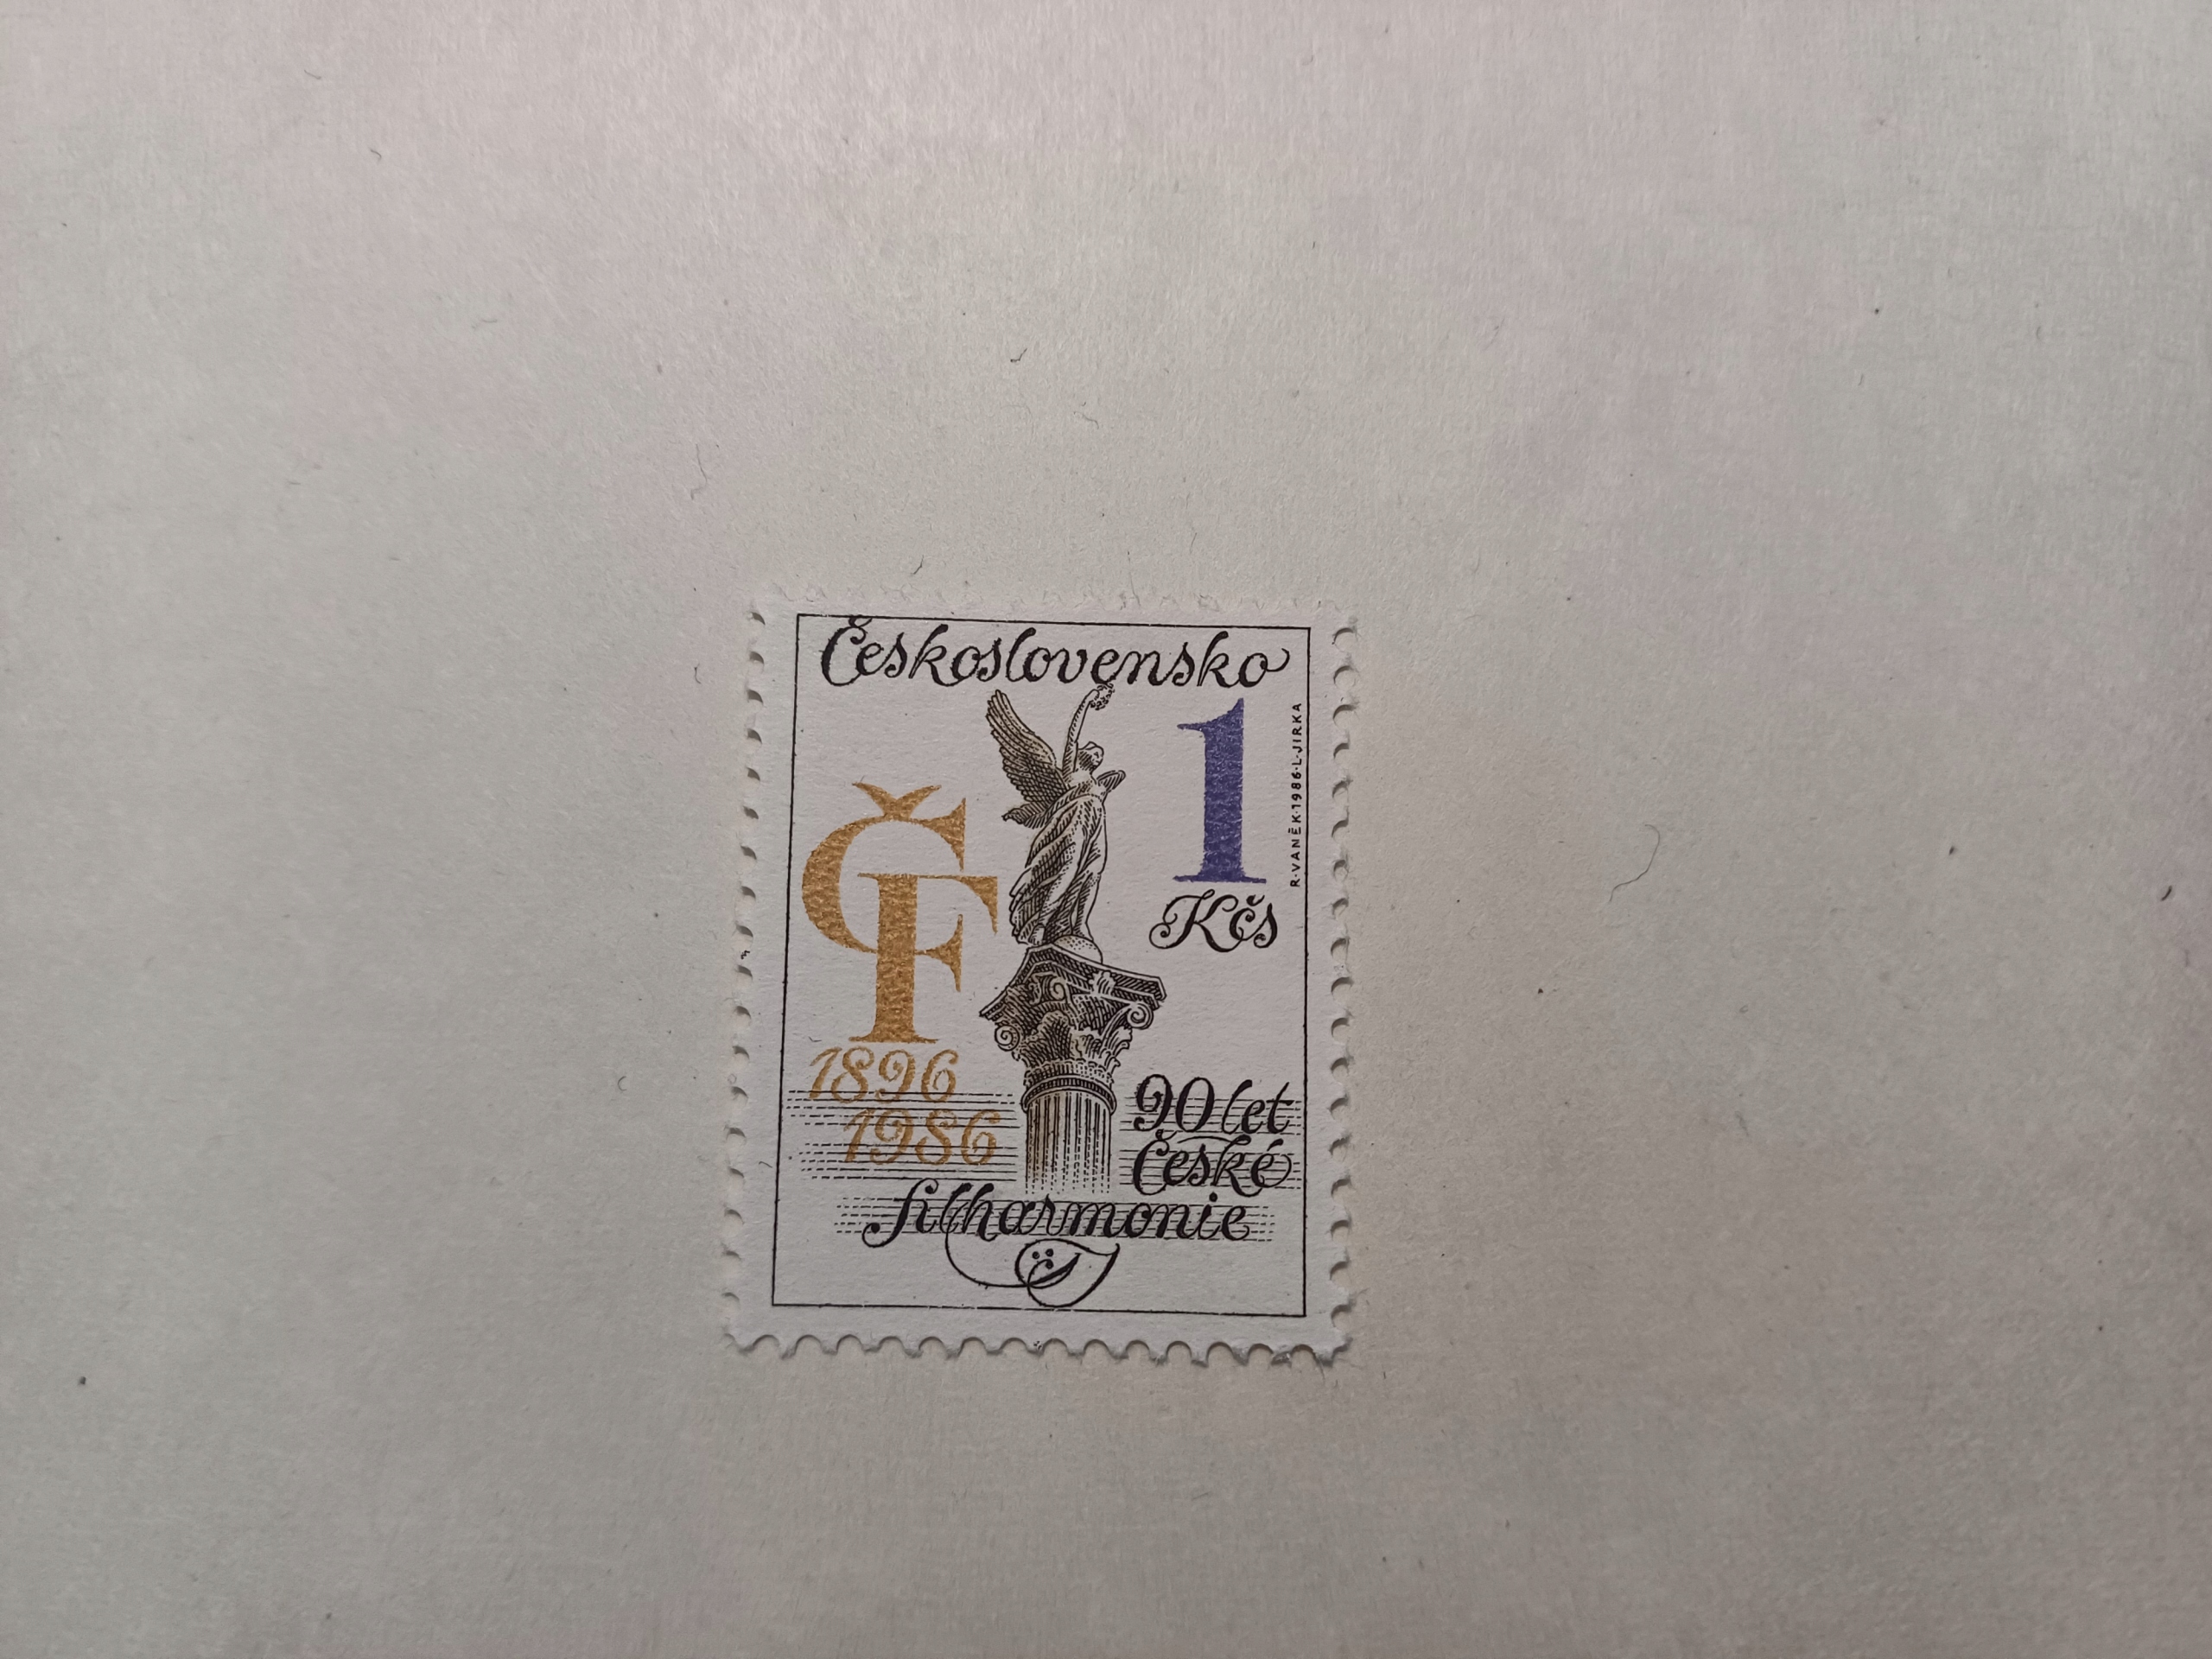 Československo
1
Kčs
R·VANĚK·1986·L·JIRKA
ČF
1896
1986
90 let
České
filharmonie